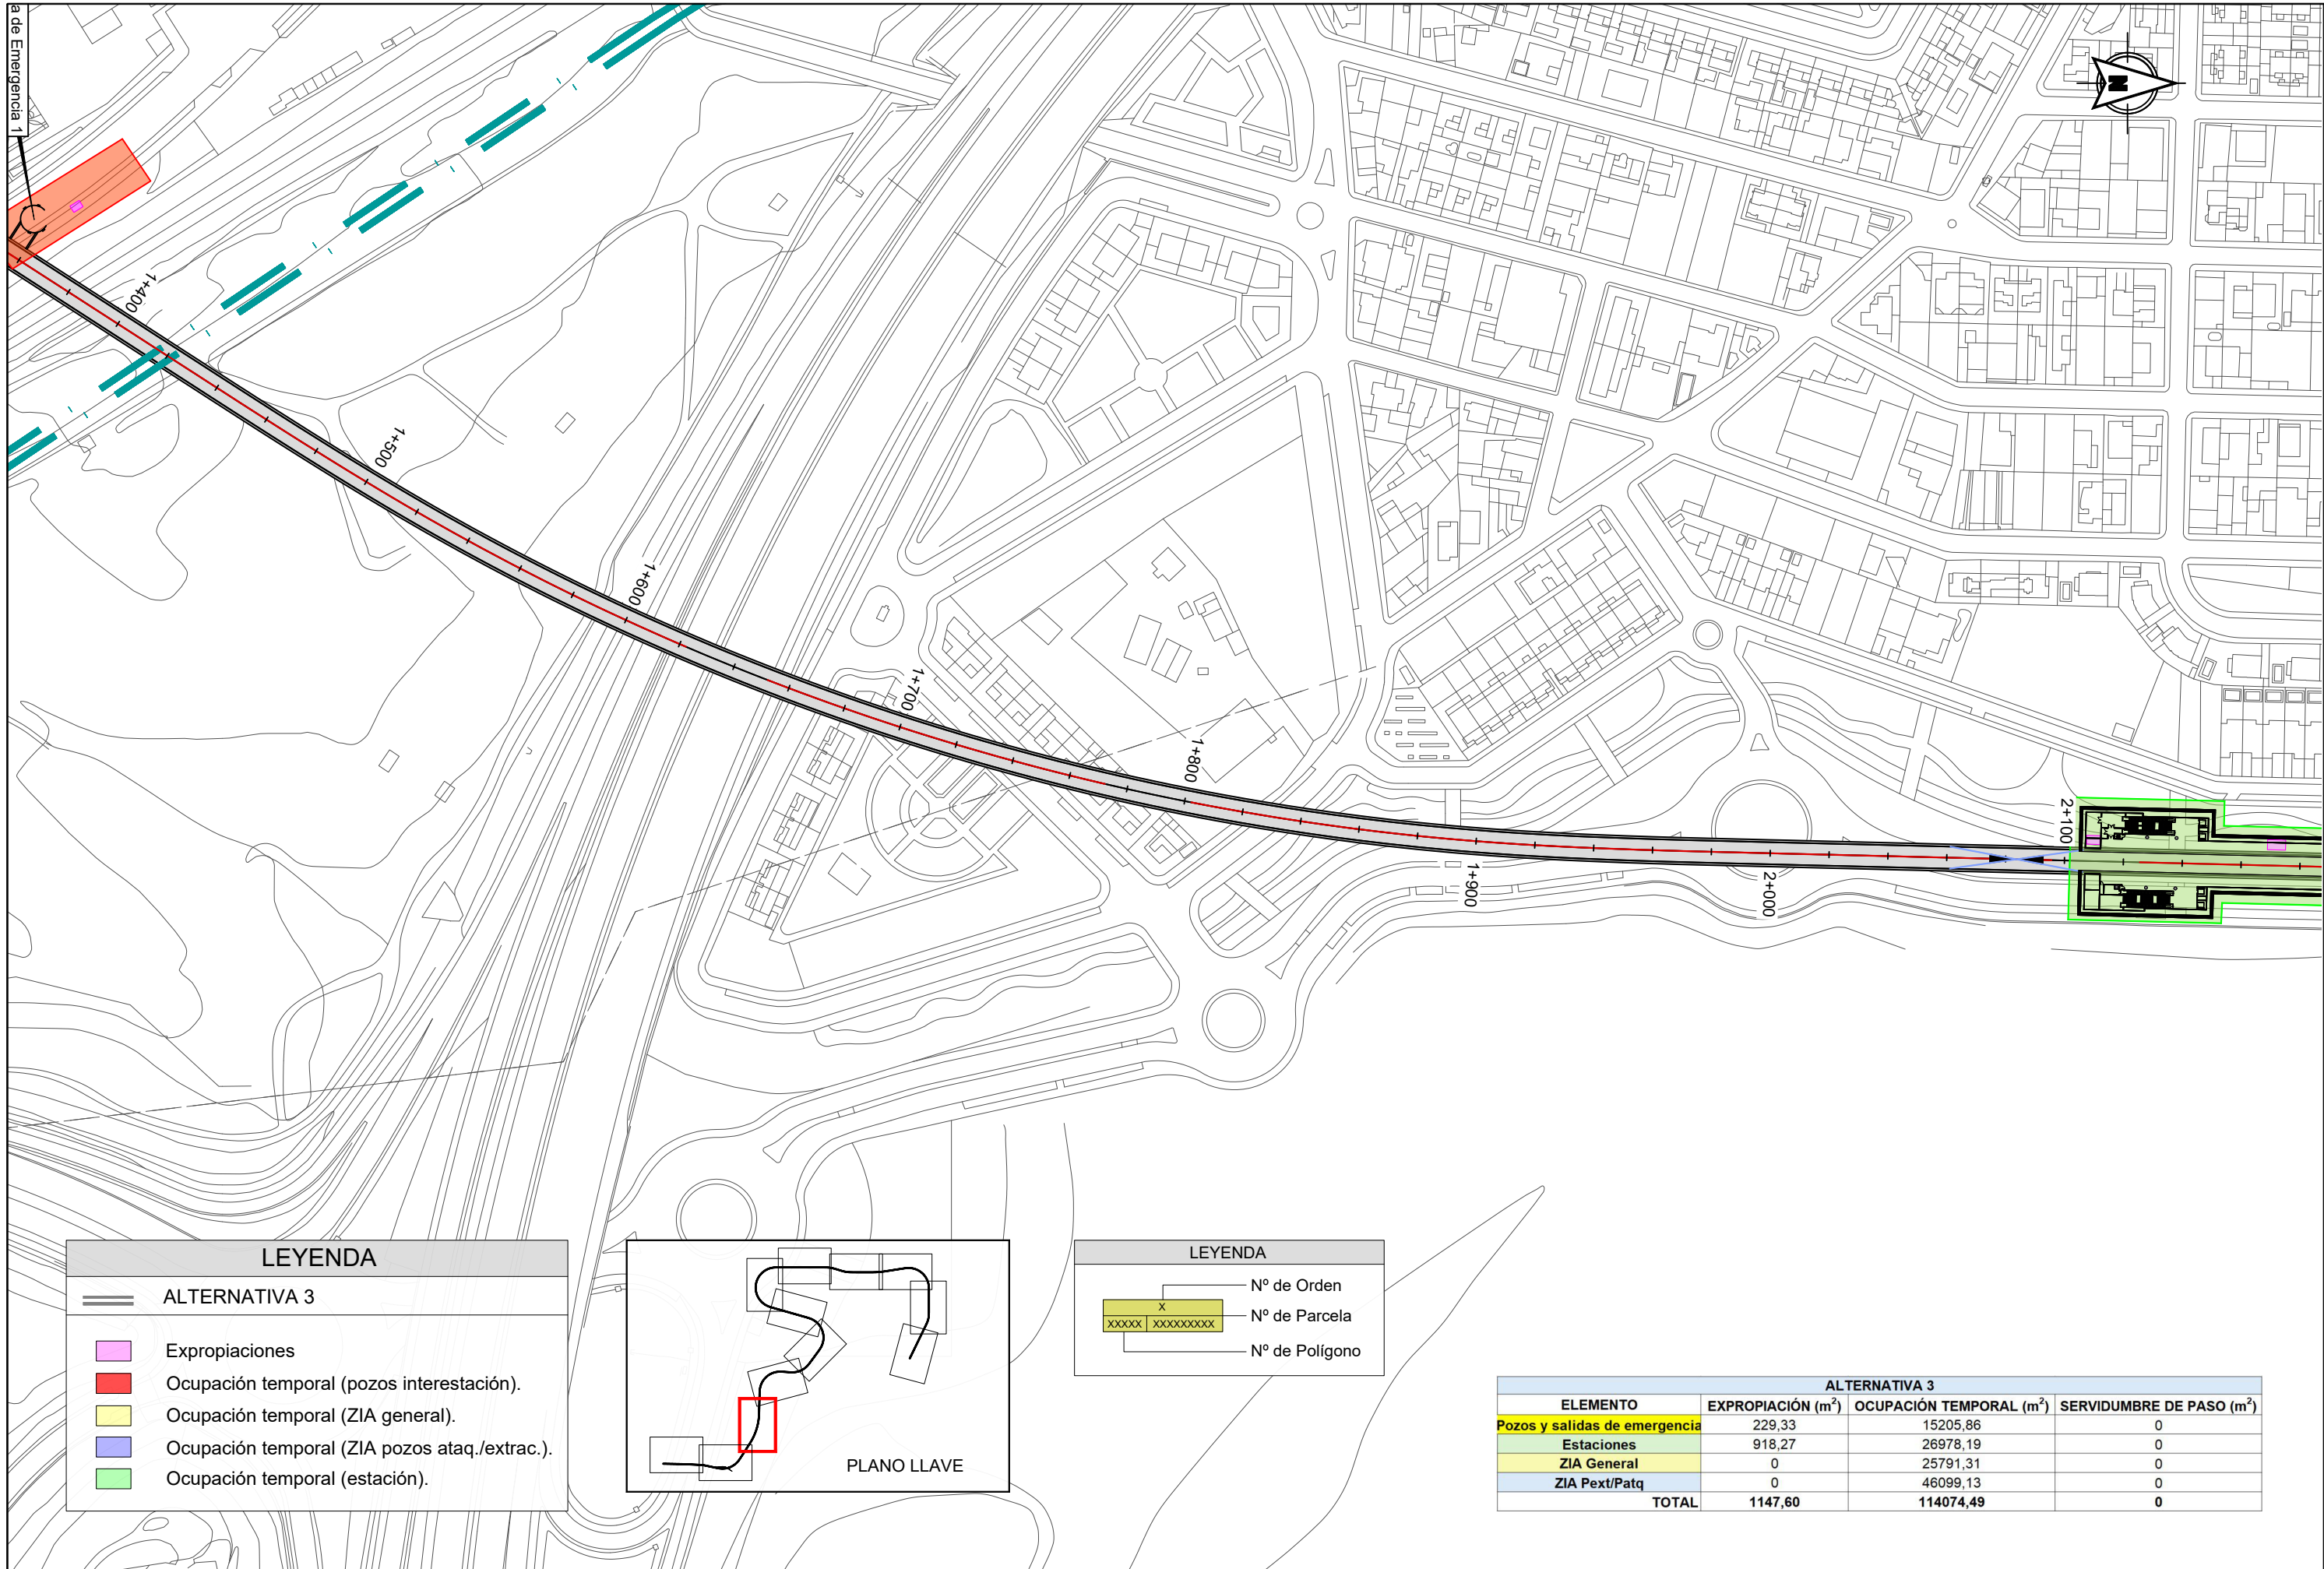 a de Emergencia 1
N
1+400
1+500
1+600
1+700
1+800
1+900
2+000
2+100
LEYENDA
ALTERNATIVA 3
Expropiaciones
Ocupación temporal (pozos interestación).
Ocupación temporal (ZIA general).
Ocupación temporal (ZIA pozos ataq./extrac.).
Ocupación temporal (estación).
PLANO LLAVE
LEYENDA
Nº de Orden
X
Nº de Parcela
XXXXX XXXXXXXXX
Nº de Polígono
ALTERNATIVA 3
ELEMENTO EXPROPIACIÓN (m²) OCUPACIÓN TEMPORAL (m²) SERVIDUMBRE DE PASO (m²)
Pozos y salidas de emergencia 229,33 15205,86 0
Estaciones 918,27 26978,19 0
ZIA General 0 25791,31 0
ZIA Pext/Patq 0 46099,13 0
TOTAL 1147,60 114074,49 0